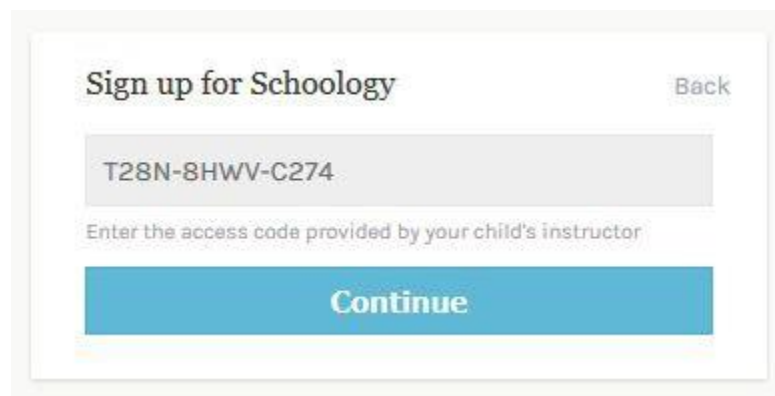 Sign up for Schoology
Back
T28N-8HWV-C274
Enter the access code provided by your child's instructor
Continue